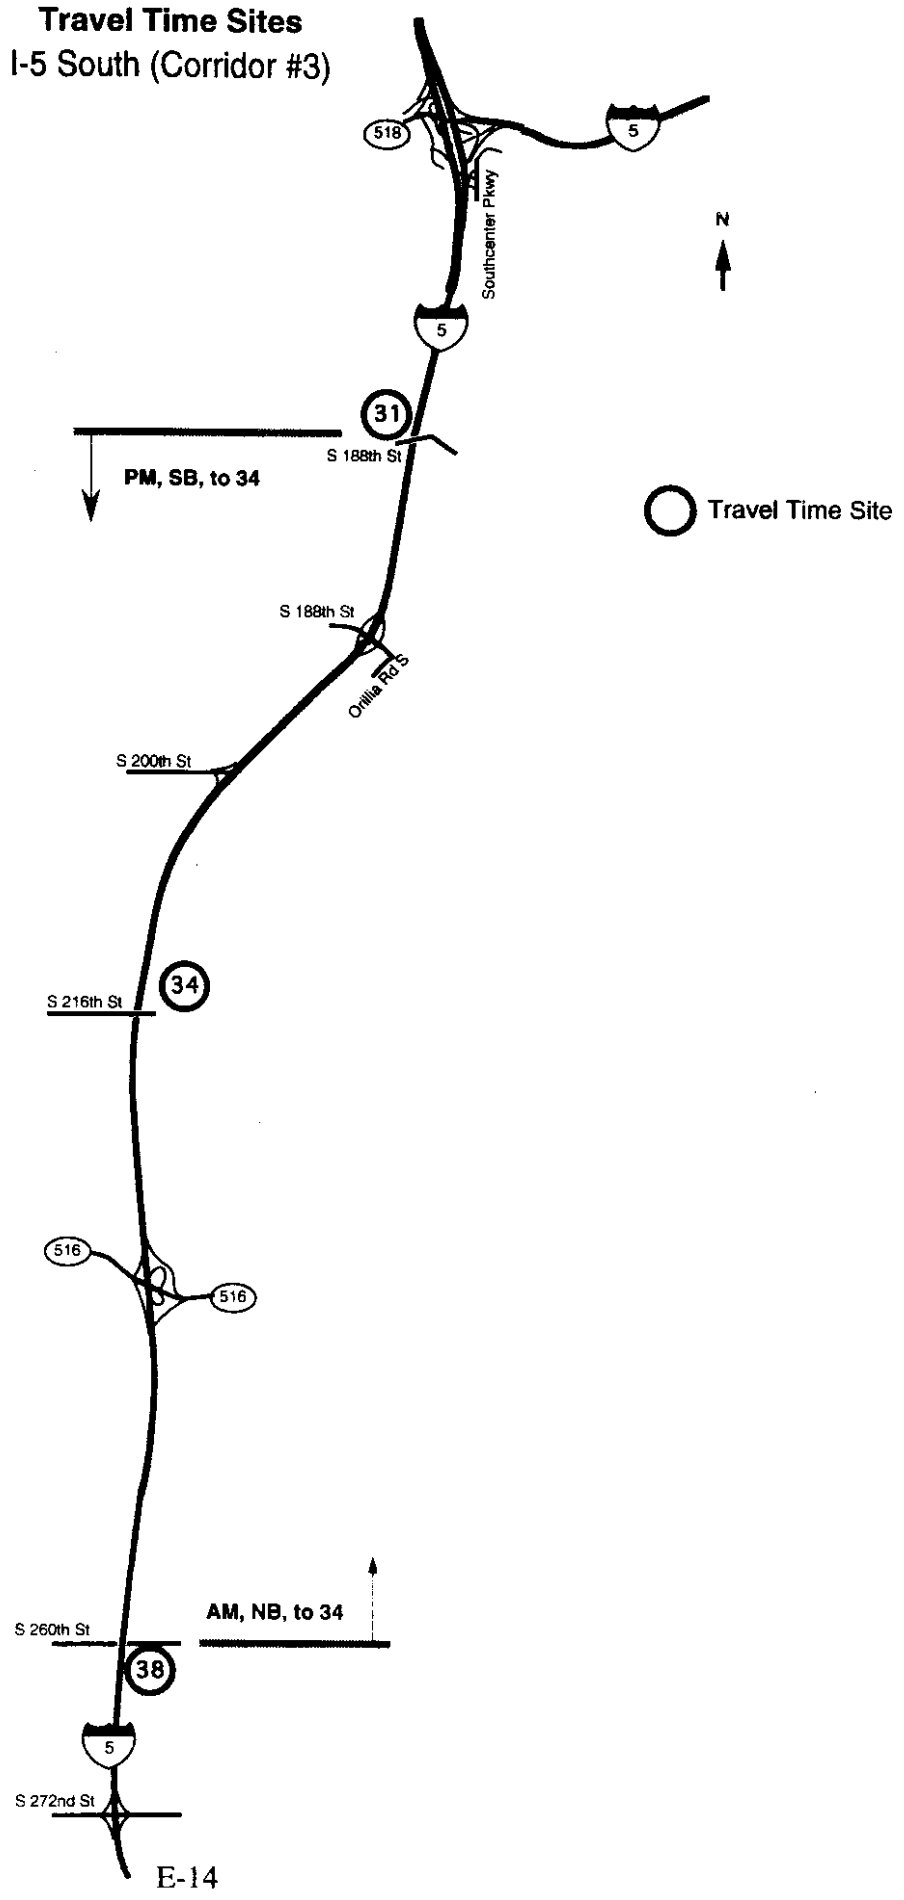 Travel Time Sites
I-5 South (Corridor #3)
518
5
Southcenter Pkwy
N
5
31
S 188th St
PM, SB, to 34
Travel Time Site
S 188th St
Orillia Rd S
S 200th St
34
S 216th St
516
516
AM, NB, to 34
S 260th St
38
5
S 272nd St
E-14